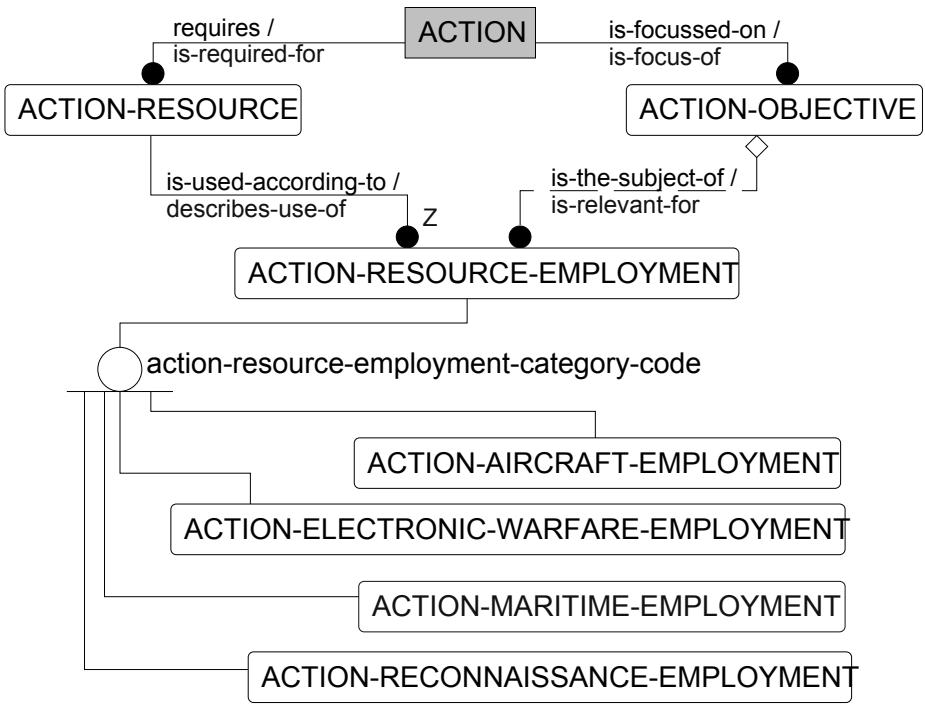 ACTION
requires /
is-required-for
is-focussed-on /
is-focus-of
ACTION-RESOURCE
ACTION-OBJECTIVE
is-used-according-to /
describes-use-of
Z
is-the-subject-of /
is-relevant-for
ACTION-RESOURCE-EMPLOYMENT
action-resource-employment-category-code
ACTION-AIRCRAFT-EMPLOYMENT
ACTION-ELECTRONIC-WARFARE-EMPLOYMENT
ACTION-MARITIME-EMPLOYMENT
ACTION-RECONNAISSANCE-EMPLOYMENT